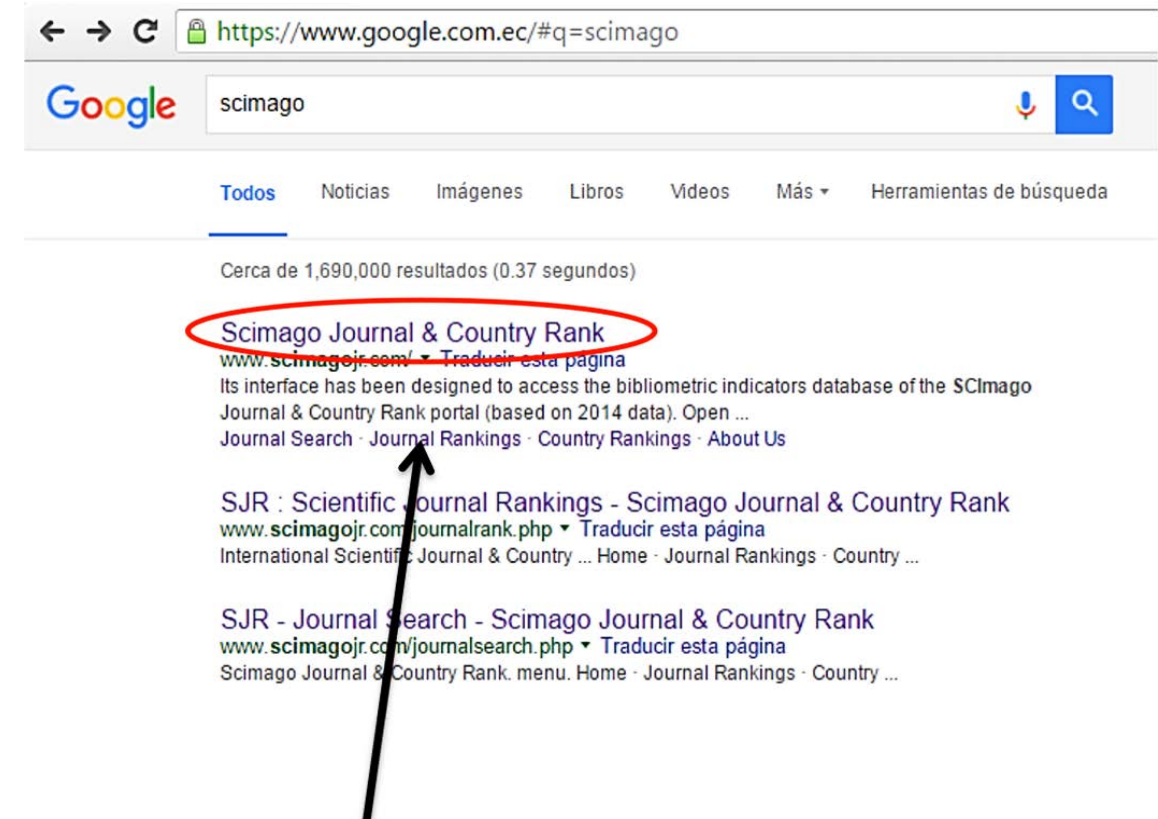 https://www.google.com.ec/#q=scimago
Google scimago
Todos Noticias Imágenes Libros Videos Más Herramientas de búsqueda
Cerca de 1,690,000 resultados (0.37 segundos)
Scimago Journal & Country Rank
www.scimagojr.com/ Traducir esta página
Its interface has been designed to access the bibliometric indicators database of the SCImago
Journal & Country Rank portal (based on 2014 data). Open ...
Journal Search · Journal Rankings · Country Rankings · About Us
SJR : Scientific Journal Rankings - Scimago Journal & Country Rank
www.scimagojr.com/journalrank.php Traducir esta página
International Scientific Journal & Country ... Home · Journal Rankings · Country ...
SJR - Journal Search - Scimago Journal & Country Rank
www.scimagojr.com/journalsearch.php Traducir esta página
Scimago Journal & Country Rank. menu. Home · Journal Rankings · Country ...